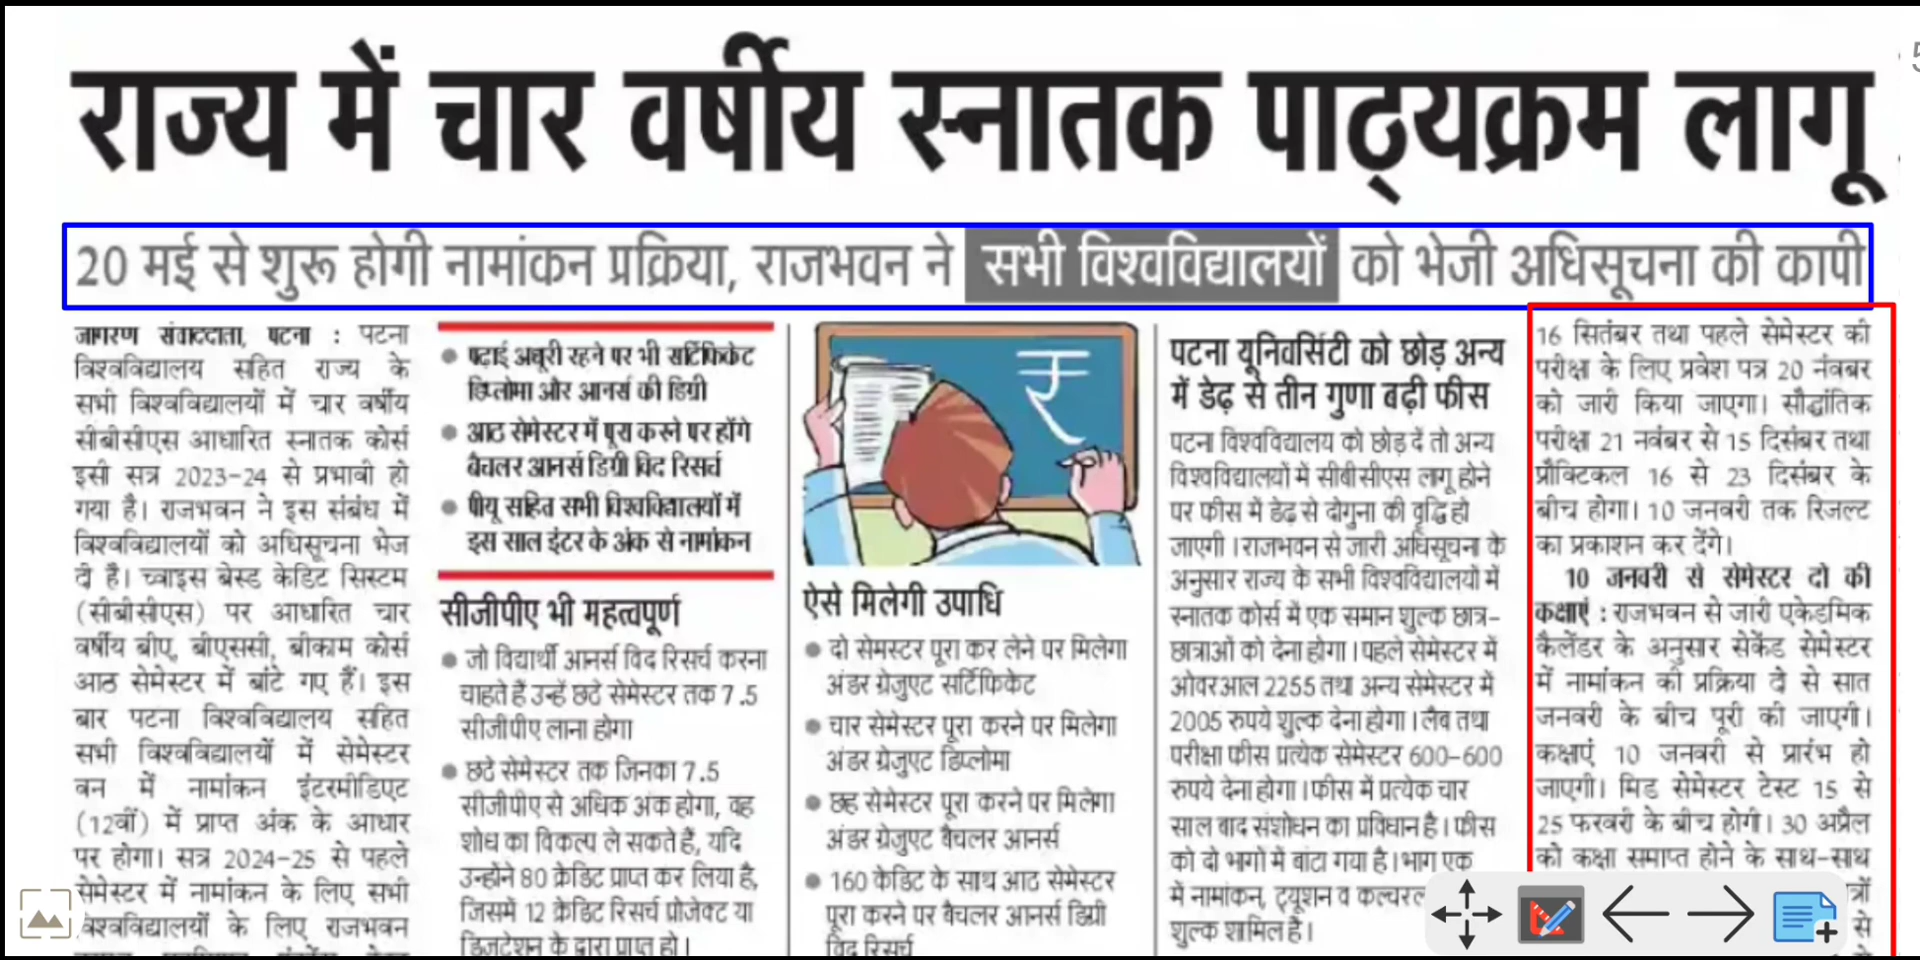 राज्य में चार वर्षीय स्नातक पाठ्यक्रम लागू
20 मई से शुरू होगी नामांकन प्रक्रिया, राजभवन ने सभी विश्वविद्यालयों को भेजी अधिसूचना की कापी
जागरण संवाददाता, पटना : पटना
विश्वविद्यालय सहित राज्य के
सभी विश्वविद्यालयों में चार वर्षीय
सीबीसीएस आधारित स्नातक कोर्स
इसी सत्र 2023-24 से प्रभावी हो
गया है। राजभवन ने इस संबंध में
विश्वविद्यालयों को अधिसूचना भेज
दी है। च्वाइस बेस्ड केडिट सिस्टम
(सीबीसीएस) पर आधारित चार
वर्षीय बीए, बीएससी, बीकाम कोर्स
आठ सेमेस्टर में बांटे गए हैं। इस
बार पटना विश्वविद्यालय सहित
सभी विश्वविद्यालयों में सेमेस्टर
वन में नामांकन इंटरमीडिएट
(12वीं) में प्राप्त अंक के आधार
पर होगा। सत्र 2024-25 से पहले
सेमेस्टर में नामांकन के लिए सभी
विश्वविद्यालयों के लिए राजभवन
पढ़ाई अधूरी रहने पर भी सर्टिफिकेट
डिप्लोमा और आनर्स की डिग्री
आठ सेमेस्टर में पूरा करने पर होंगे
बैचलर आनर्स डिग्री विद रिसर्च
पीयू सहित सभी विश्वविद्यालयों में
इस साल इंटर के अंक से नामांकन
सीजीपीए भी महत्वपूर्ण
जो विद्यार्थी आनर्स विद रिसर्च करना
चाहते हैं उन्हें छठे सेमेस्टर तक 7.5
सीजीपीए लाना होगा
छठे सेमेस्टर तक जिनका 7.5
सीजीपीए से अधिक अंक होगा, वह
शोध का विकल्प ले सकते हैं, यदि
उन्होंने 80 क्रेडिट प्राप्त कर लिया है,
जिसमें 12 क्रेडिट रिसर्च प्रोजेक्ट या
डिजर्टेशन के द्वारा प्राप्त हो।
₹
ऐसे मिलेगी उपाधि
दो सेमस्टर पूरा कर लेने पर मिलेगा
अंडर ग्रेजुएट सर्टिफिकेट
चार सेमेस्टर पूरा करने पर मिलेगा
अंडर ग्रेजुएट डिप्लोमा
छह सेमेस्टर पूरा करने पर मिलेगा
अंडर ग्रेजुएट बैचलर आनर्स
160 केडिट के साथ आठ सेमेस्टर
पूरा करने पर बैचलर आनर्स डिग्री
विद रिसर्च
पटना यूनिवर्सिटी को छोड़ अन्य
में डेढ़ से तीन गुणा बढ़ी फीस
पटना विश्वविद्यालय को छोड़ दें तो अन्य
विश्वविद्यालयों में सीबीसीएस लागू होने
पर फीस में डेढ़ से दोगुना की वृद्धि हो
जाएगी। राजभवन से जारी अधिसूचना के
अनुसार राज्य के सभी विश्वविद्यालयों में
स्नातक कोर्स में एक समान शुल्क छात्र-
छात्राओं को देना होगा। पहले सेमेस्टर में
ओवरआल 2255 तथा अन्य सेमेस्टर में
2005 रुपये शुल्क देना होगा। लैब तथा
परीक्षा फीस प्रत्येक सेमेस्टर 600-600
रुपये देना होगा। फीस में प्रत्येक चार
साल बाद संशोधन का प्रविधान है। फीस
को दो भागों में बांटा गया है। भाग एक
में नामांकन, ट्यूशन व कल्चरल
शुल्क शामिल है।
16 सितंबर तथा पहले सेमेस्टर की
परीक्षा के लिए प्रवेश पत्र 20 नंवबर
को जारी किया जाएगा। सौद्धांतिक
परीक्षा 21 नवंबर से 15 दिसंबर तथा
प्रौक्टिकल 16 से 23 दिसंबर के
बीच होगा। 10 जनवरी तक रिजल्ट
का प्रकाशन कर देंगे।
10 जनवरी से सेमेस्टर दो की
कक्षाएं : राजभवन से जारी एकेडमिक
कैलेंडर के अनुसार सेकेंड सेमेस्टर
में नामांकन की प्रक्रिया दो से सात
जनवरी के बीच पूरी की जाएगी।
कक्षाएं 10 जनवरी से प्रारंभ हो
जाएगी। मिड सेमेस्टर टेस्ट 15 से
25 फरवरी के बीच होगी। 30 अप्रैल
को कक्षा समाप्त होने के साथ-साथ
से